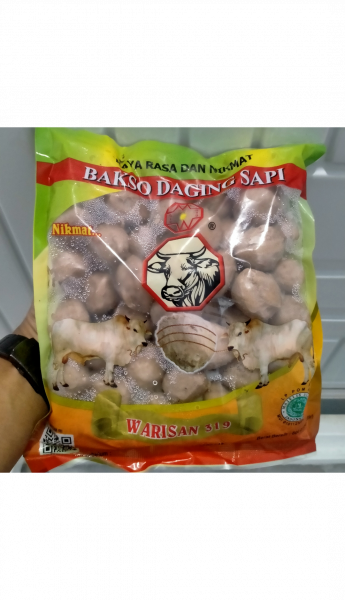 KAYA RASA DAN NIKMAT
BAKSO DAGING SAPI
®
Nikmat...
WARISAN 319